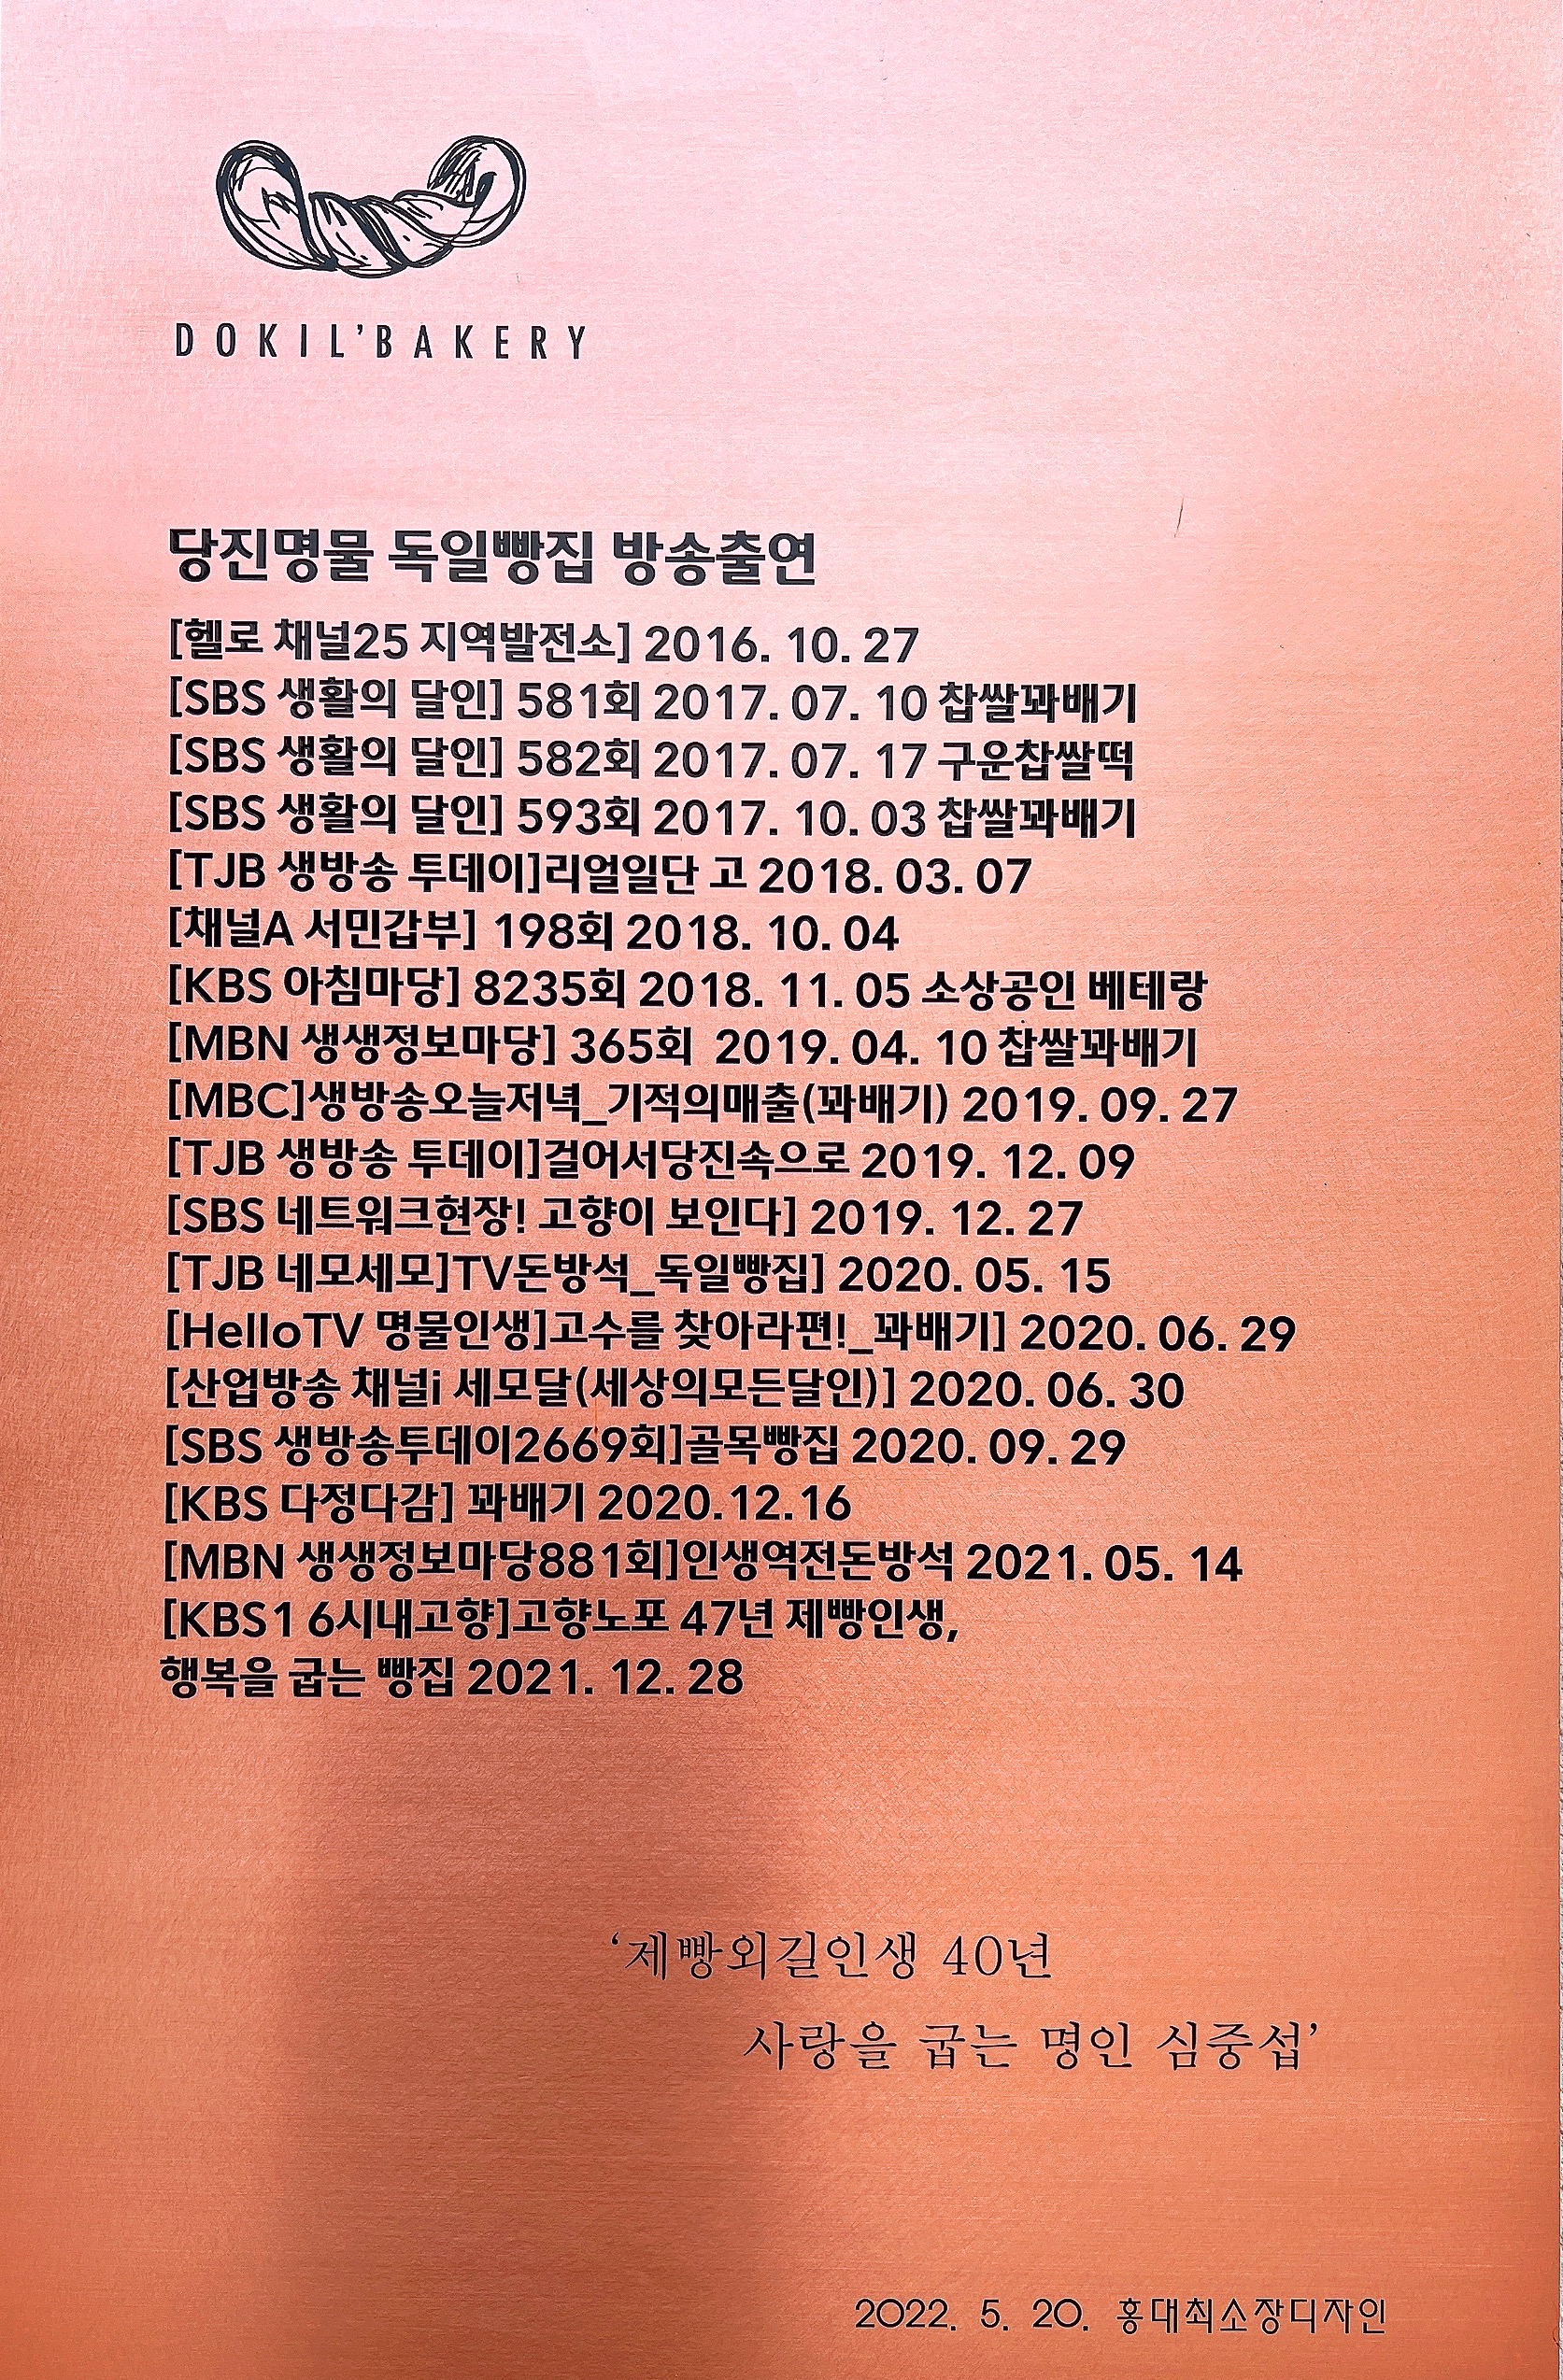 DOKIL'BAKERY
당진명물 독일빵집 방송출연
[헬로 채널25 지역발전소] 2016. 10. 27
[SBS 생활의 달인] 581회 2017. 07. 10 찹쌀꽈배기
[SBS 생활의 달인] 582회 2017. 07. 17 구운찹쌀떡
[SBS 생활의 달인] 593회 2017. 10. 03 찹쌀꽈배기
[TJB 생방송 투데이]리얼일단 고 2018. 03. 07
[채널A 서민갑부] 198회 2018. 10. 04
[KBS 아침마당] 8235회 2018. 11. 05 소상공인 베테랑
[MBN 생생정보마당] 365회 2019. 04. 10 찹쌀꽈배기
[MBC]생방송오늘저녁_기적의매출(꽈배기) 2019. 09. 27
[TJB 생방송 투데이]걸어서당진속으로 2019. 12. 09
[SBS 네트워크현장! 고향이 보인다] 2019. 12. 27
[TJB 네모세모]TV돈방석_독일빵집] 2020. 05. 15
[HelloTV 명물인생]고수를 찾아라편!_꽈배기] 2020. 06. 29
[산업방송 채널i 세모달(세상의모든달인)] 2020. 06. 30
[SBS 생방송투데이2669회]골목빵집 2020. 09. 29
[KBS 다정다감] 꽈배기 2020.12.16
[MBN 생생정보마당881회]인생역전돈방석 2021. 05. 14
[KBS1 6시내고향]고향노포 47년 제빵인생,
행복을 굽는 빵집 2021. 12. 28
‘제빵외길인생 40년
사랑을 굽는 명인 심중섭’
2022. 5. 20. 홍대최소장디자인